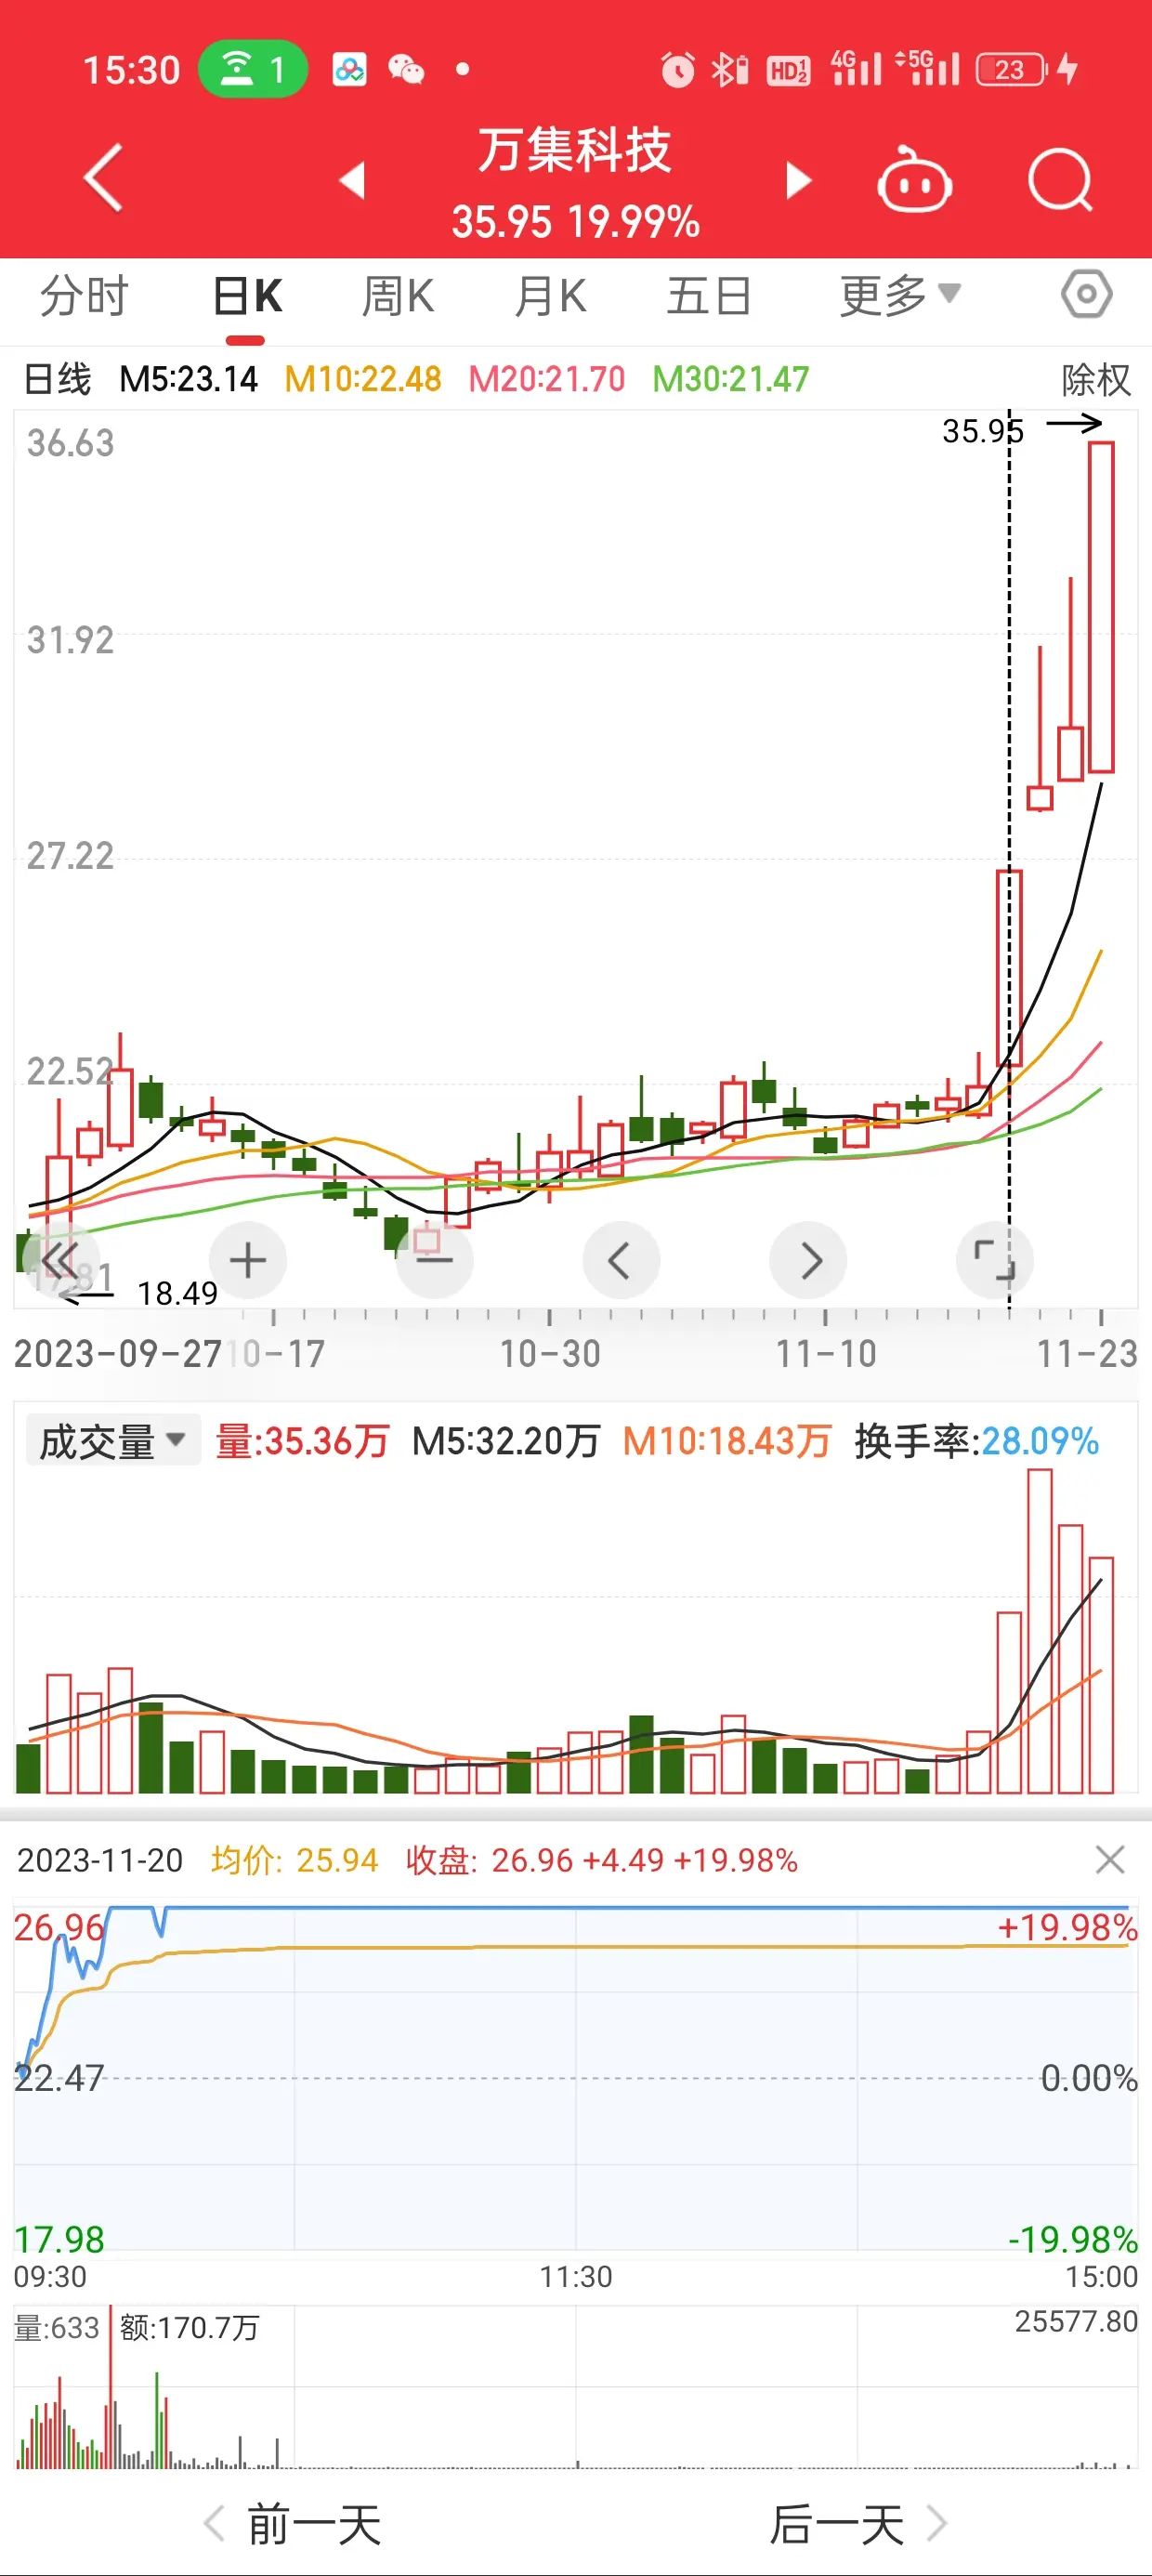 15:30 1 HD 1 2 4G 5G 23
万集科技
35.95 19.99%
分时 日K 周K 月K 五日 更多
日线 M5:23.14 M10:22.48 M20:21.70 M30:21.47 除权
36.63
35.95
31.92
27.22
22.52
17.81
18.49
2023-09-27 10-17 10-30 11-10 11-23
成交量 量:35.36万 M5:32.20万 M10:18.43万 换手率:28.09%
2023-11-20 均价: 25.94 收盘: 26.96 +4.49 +19.98%
26.96 +19.98%
22.47 0.00%
17.98 -19.98%
09:30 11:30 15:00
量:633 额:170.7万 25577.80
前一天 后一天